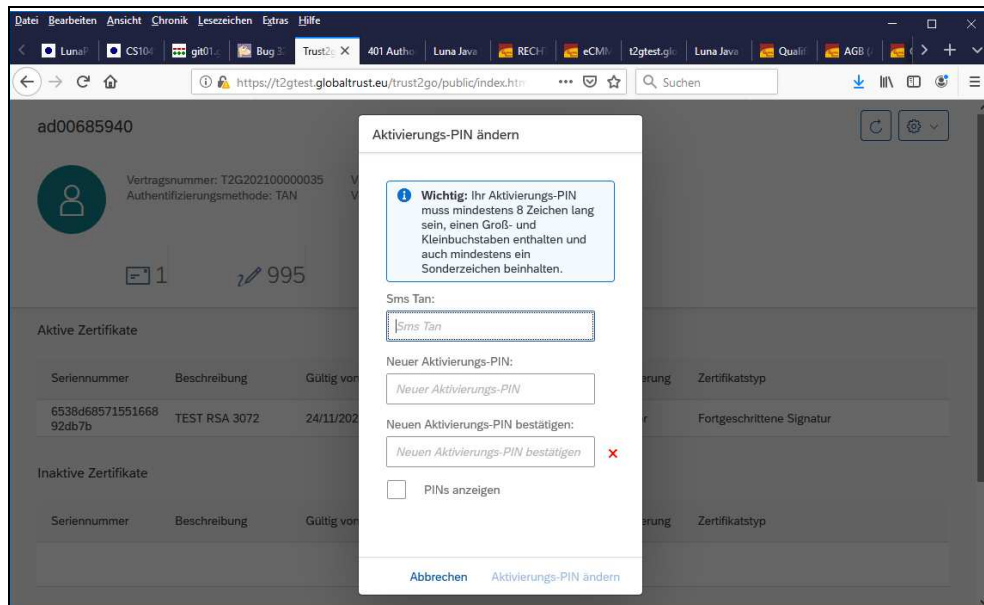 Datei Bearbeiten Ansicht Chronik Lesezeichen Extras Hilfe
LunaP CS104 git01.g Bug 3 Trust2g 401 Autho Luna Java RECHT eCMM t2gtest.glo Luna Java Qualifi AGB (
https://t2gtest.globaltrust.eu/trust2go/public/index.htm Suchen
ad00685940
Vertragsnummer: T2G202100000035 V
Authentifizierungsmethode: TAN V
1 995
Aktivierungs-PIN ändern
Wichtig: Ihr Aktivierungs-PIN
muss mindestens 8 Zeichen lang
sein, einen Groß- und
Kleinbuchstaben enthalten und
auch mindestens ein
Sonderzeichen beinhalten.
Sms Tan:
Sms Tan
Neuer Aktivierungs-PIN:
Neuer Aktivierungs-PIN
Neuen Aktivierungs-PIN bestätigen:
Neuen Aktivierungs-PIN bestätigen
PINs anzeigen
Abbrechen Aktivierungs-PIN ändern
Aktive Zertifikate
Seriennummer Beschreibung Gültig von erung Zertifikatstyp
6538d68571551668
92db7b TEST RSA 3072 24/11/202 r Fortgeschrittene Signatur
Inaktive Zertifikate
Seriennummer Beschreibung Gültig von erung Zertifikatstyp